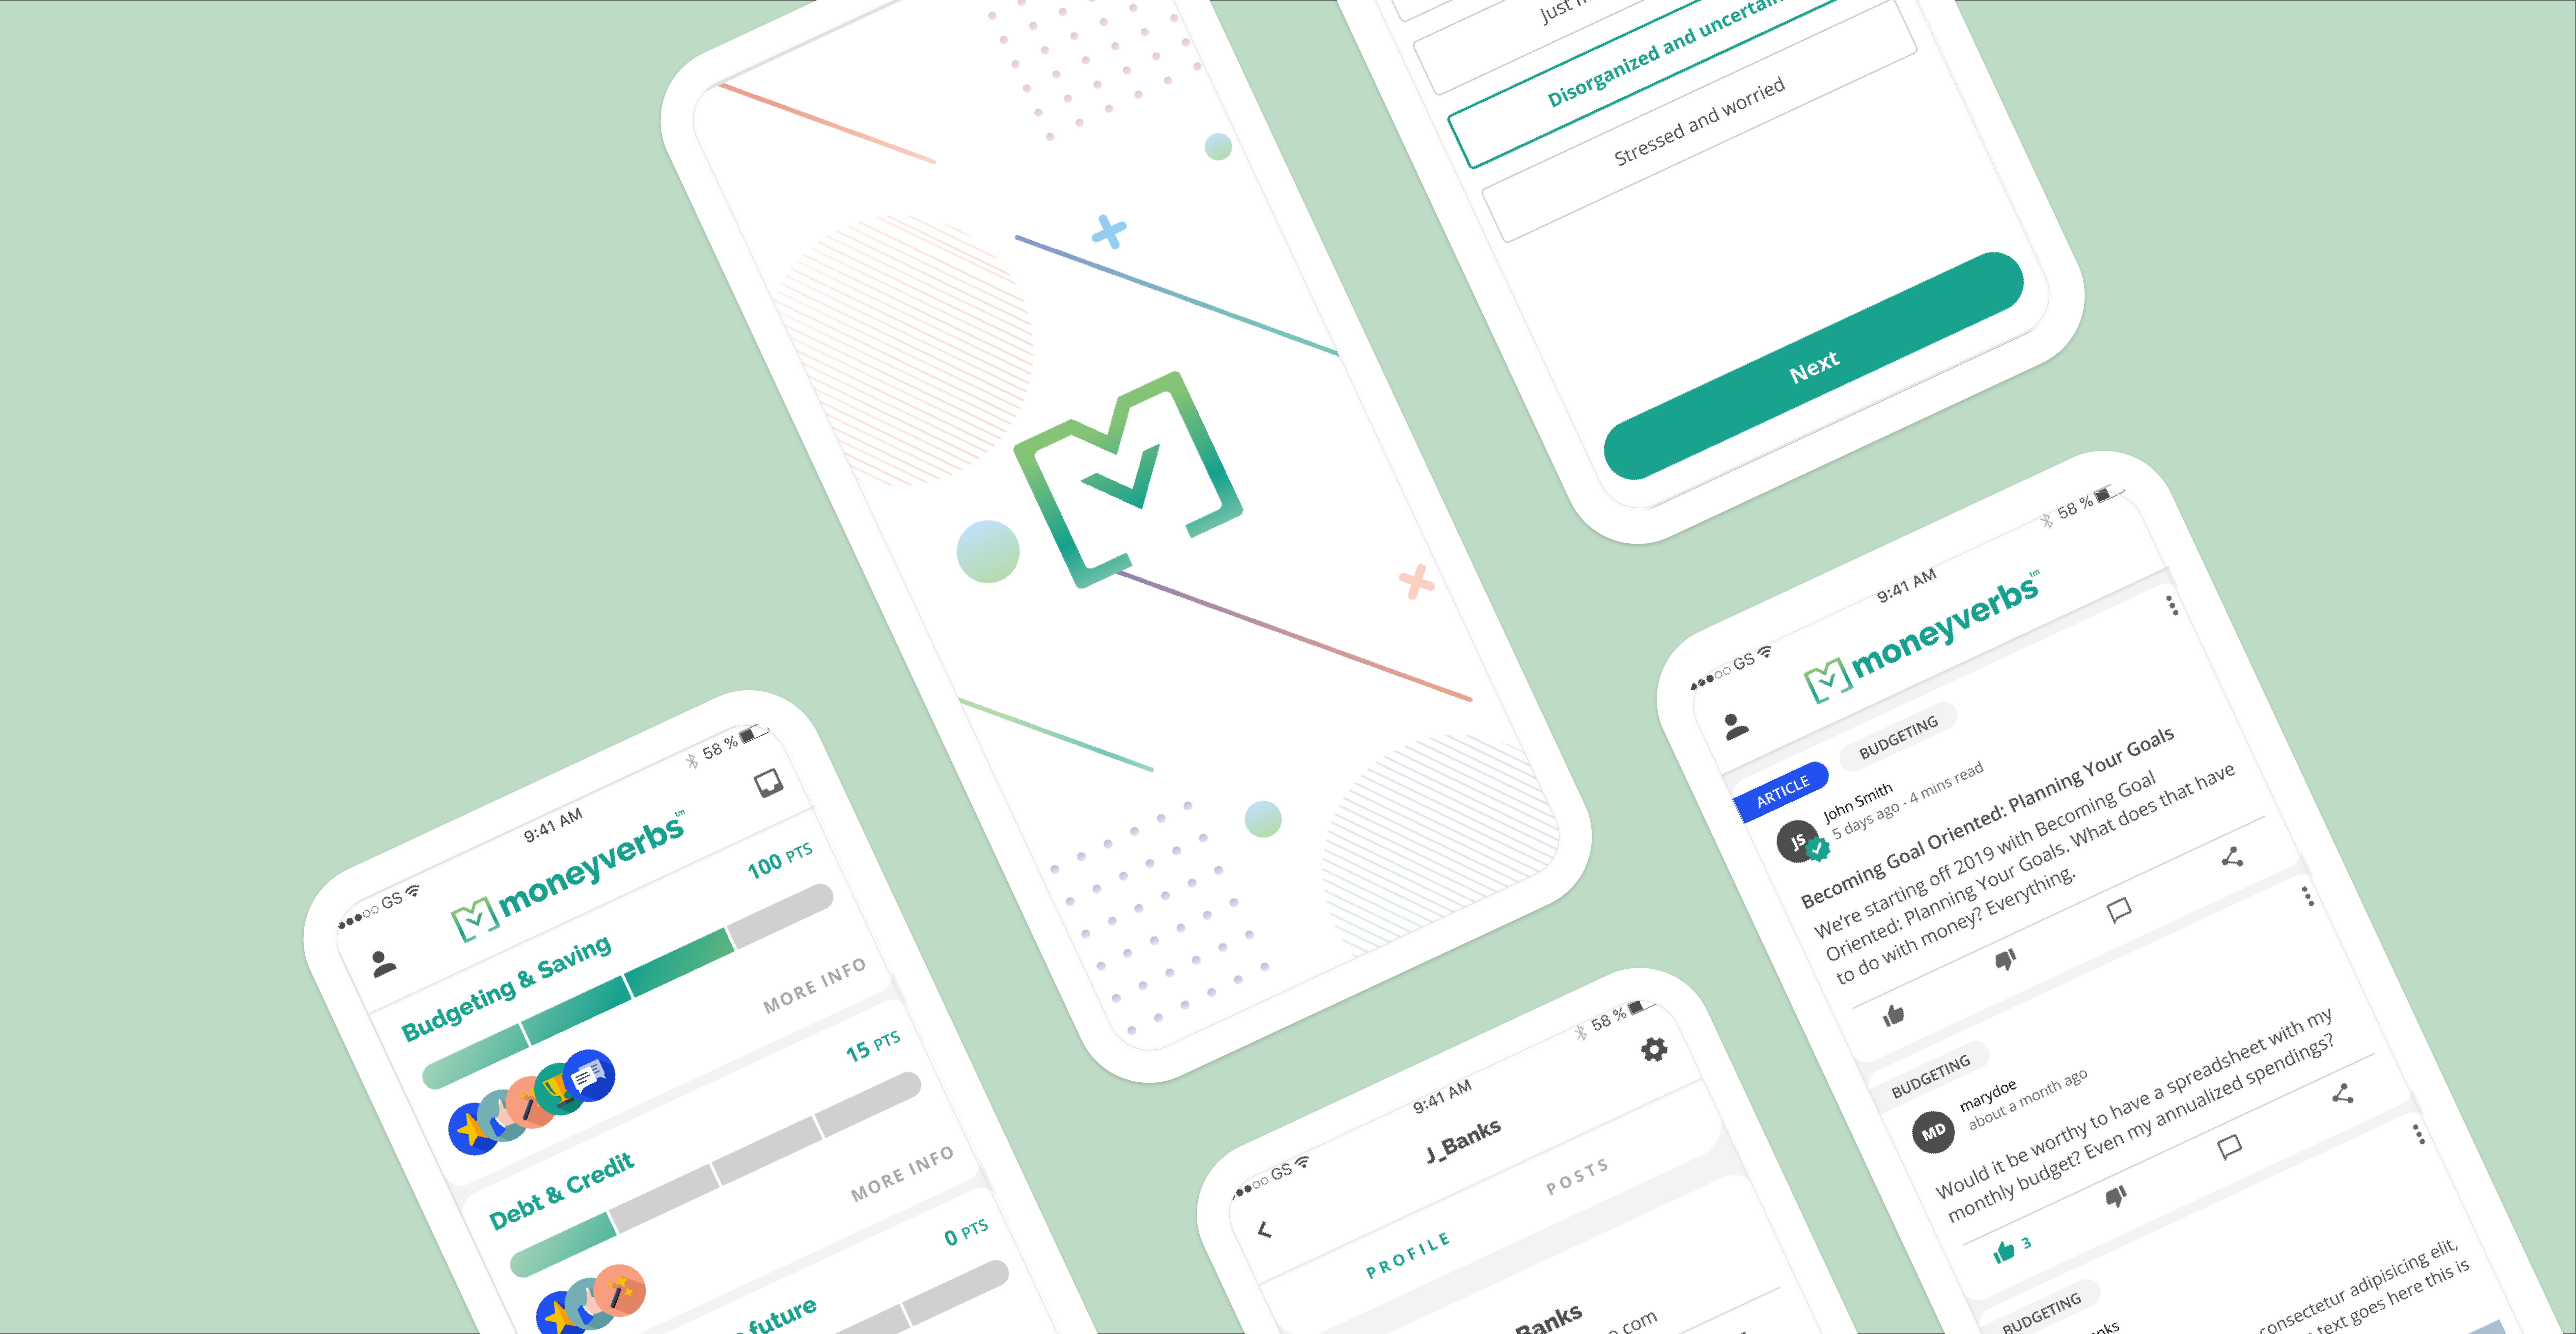 Just
Disorganized and uncertain
Stressed and worried
Next
GS
9:41 AM
58 %
moneyverbs™
Budgeting & Saving
100 PTS
MORE INFO
Debt & Credit
15 PTS
MORE INFO
future
0 PTS
GS
9:41 AM
58 %
J_Banks
PROFILE
POSTS
Banks
.com
GS
9:41 AM
58 %
moneyverbs™
ARTICLE
BUDGETING
JS
John Smith
5 days ago - 4 mins read
Becoming Goal Oriented: Planning Your Goals
We're starting off 2019 with Becoming Goal
Oriented: Planning Your Goals. What does that have
to do with money? Everything.
BUDGETING
MD
marydoe
about a month ago
Would it be worthy to have a spreadsheet with my
monthly budget? Even my annualized spendings?
3
BUDGETING
consectetur adipisicing elit,
text goes here this is